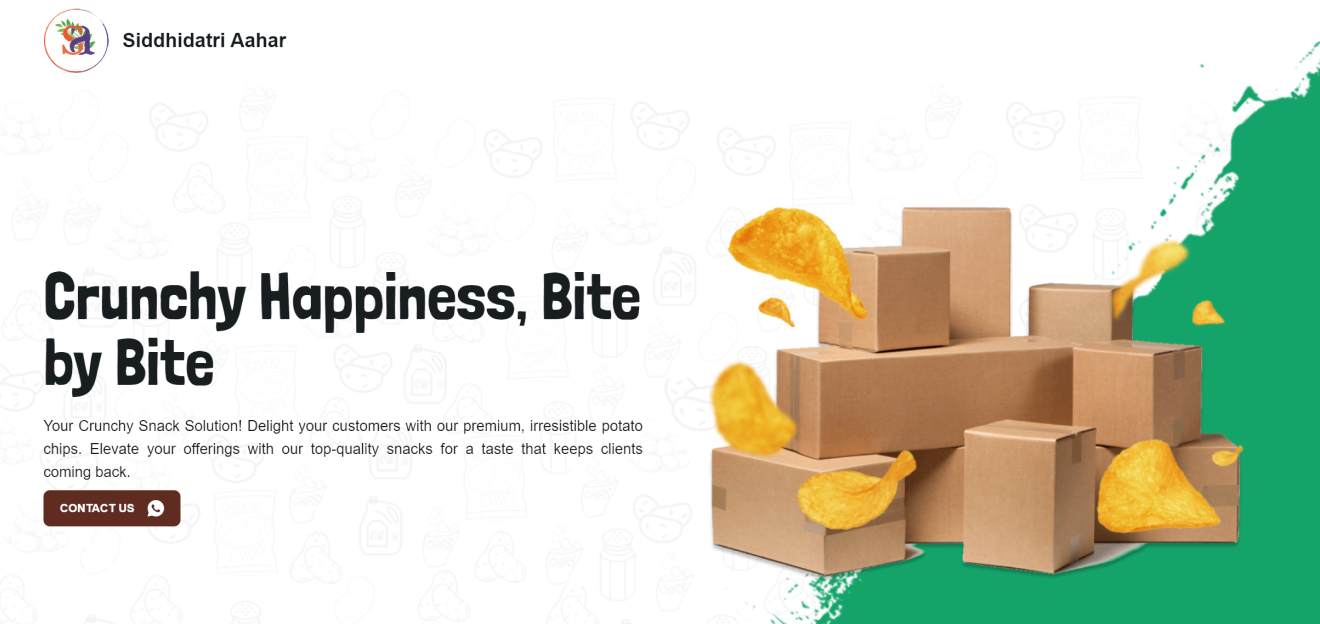 Siddhidatri Aahar
Crunchy Happiness, Bite
by Bite
Your Crunchy Snack Solution! Delight your customers with our premium, irresistible potato
chips. Elevate your offerings with our top-quality snacks for a taste that keeps clients
coming back.
CONTACT US